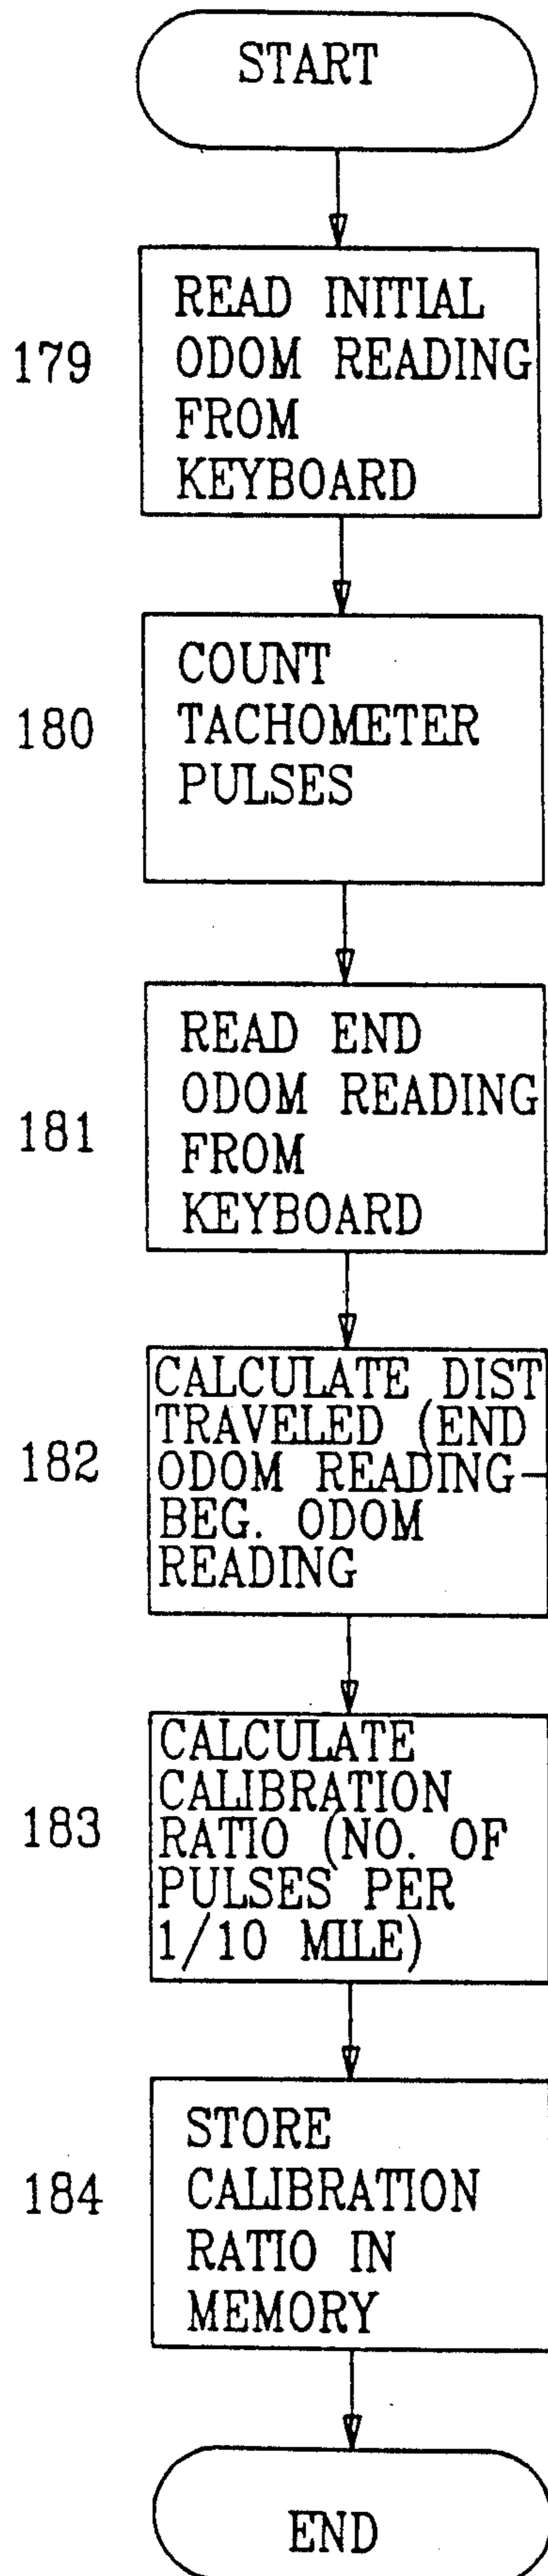 START
179
READ INITIAL
ODOM READING
FROM
KEYBOARD
180
COUNT
TACHOMETER
PULSES
181
READ END
ODOM READING
FROM
KEYBOARD
182
CALCULATE DIST
TRAVELED (END
ODOM READING-
BEG. ODOM
READING
183
CALCULATE
CALIBRATION
RATIO (NO. OF
PULSES PER
1/10 MILE)
184
STORE
CALIBRATION
RATIO IN
MEMORY
END